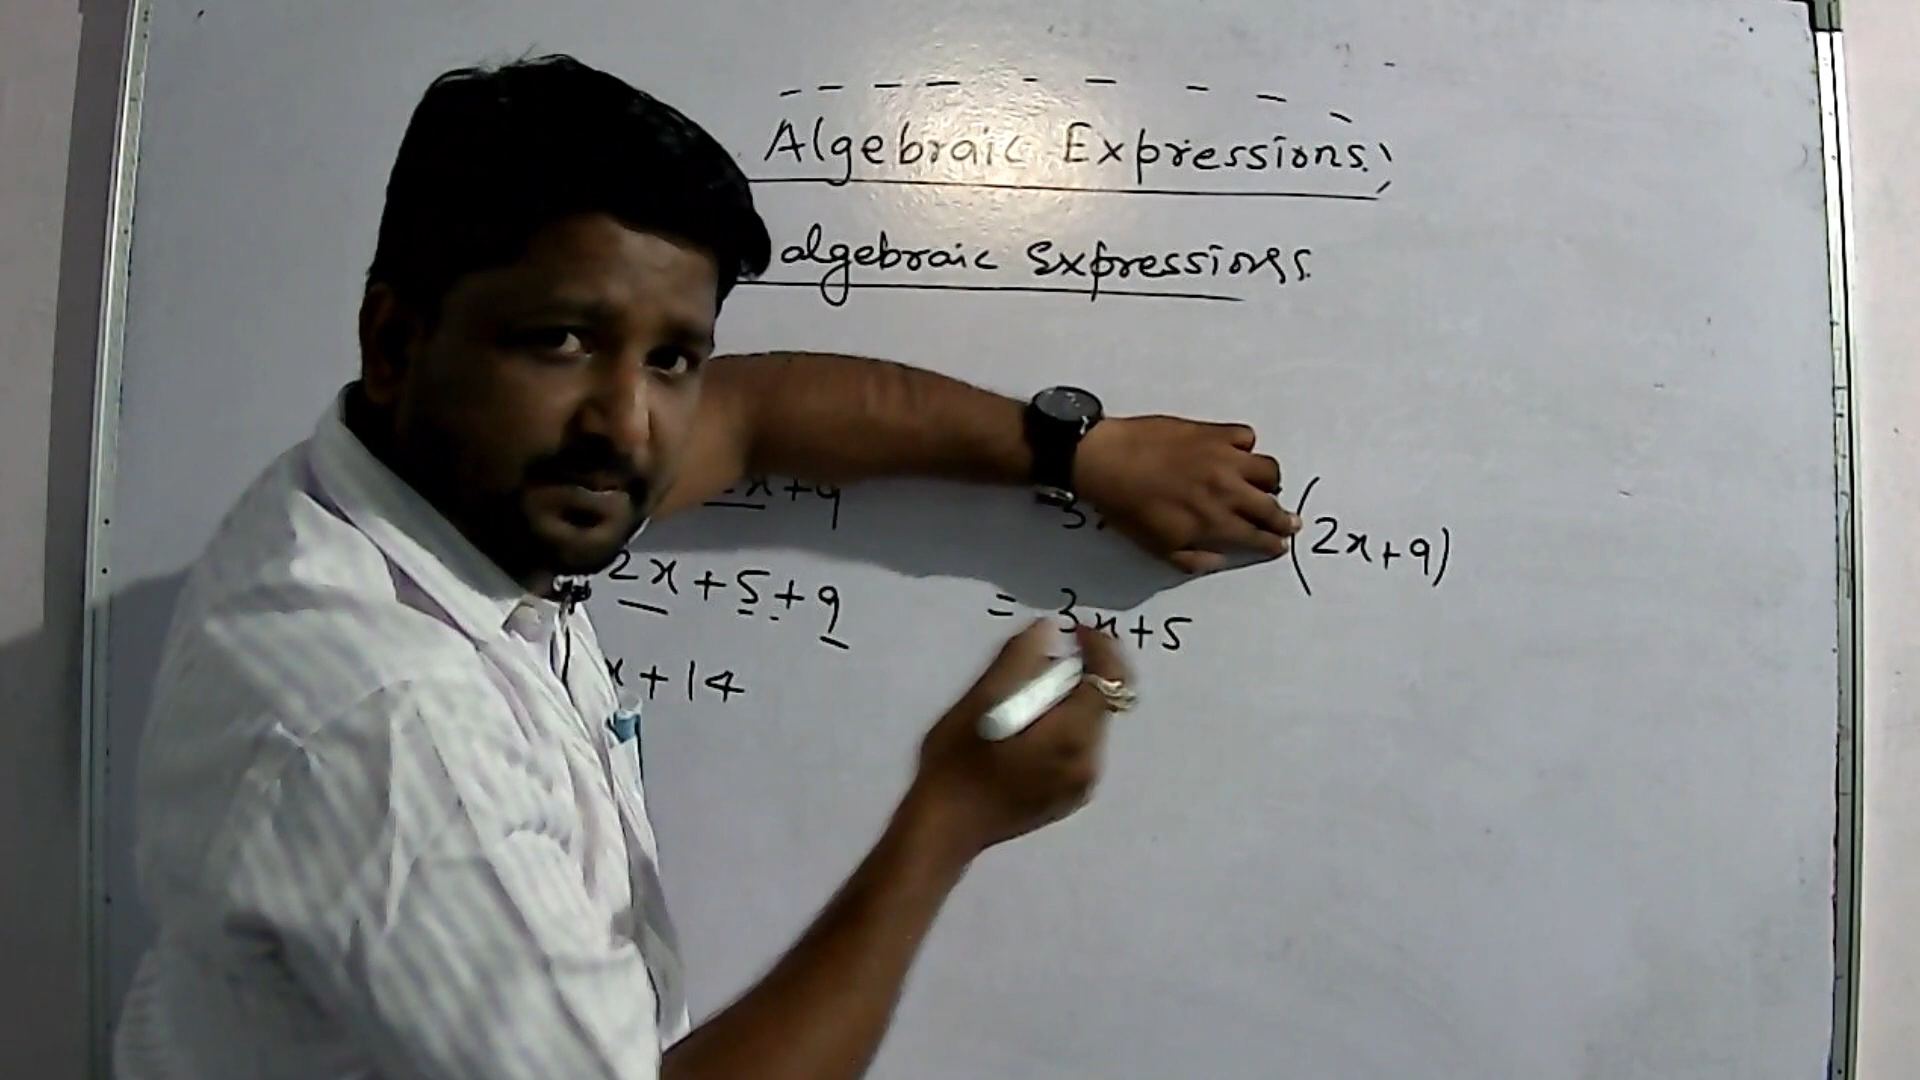 Algebraic Expressions
algebraic Expressions
x+9
(2x+9)
2x+5+9
= 3x+5
x+14